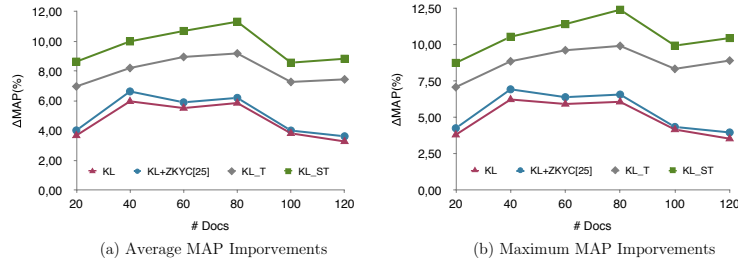 12,00
10,00
8,00
6,00
4,00
2,00
0,00
ΔMAP(%)
KL KL+ZKYC[25] KL_T KL_ST
20 40 60 80 100 120
# Docs
(a) Average MAP Imporvements
12,50
10,00
7,50
5,00
2,50
0,00
ΔMAP(%)
KL KL+ZKYC[25] KL_T KL_ST
20 40 60 80 100 120
# Docs
(b) Maximum MAP Imporvements